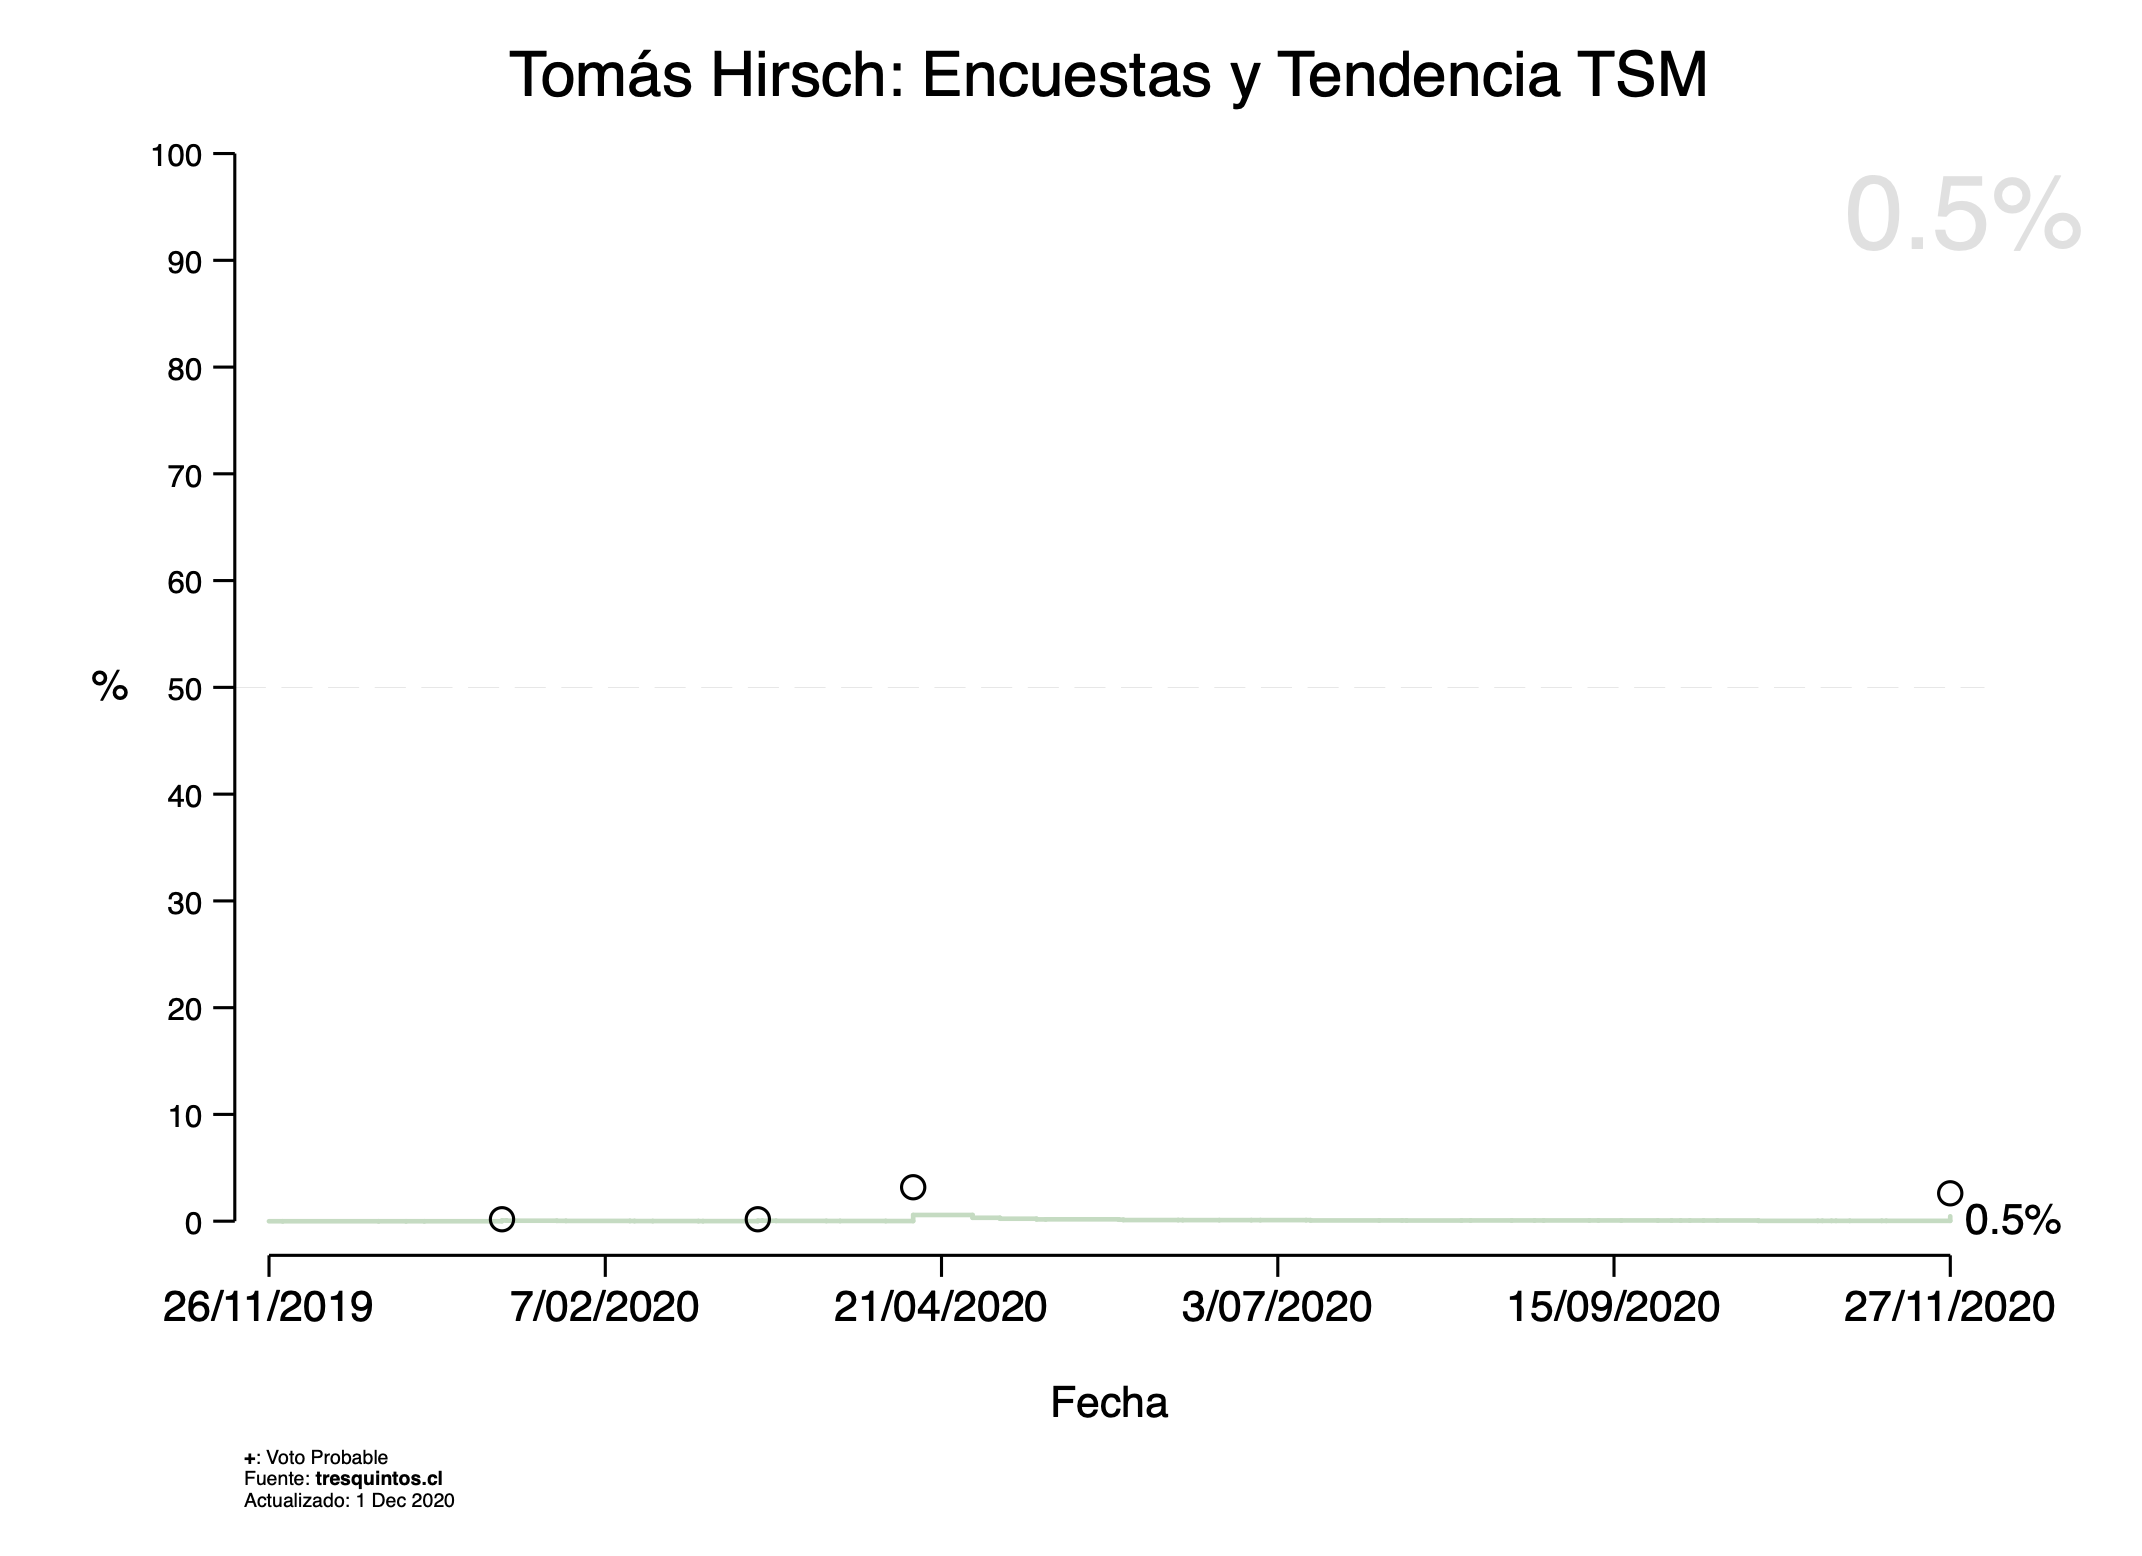 Tomás Hirsch: Encuestas y Tendencia TSM
0.5%
100
90
80
70
60
50
40
30
20
10
0
%
0.5%
26/11/2019 7/02/2020 21/04/2020 3/07/2020 15/09/2020 27/11/2020
Fecha
+: Voto Probable
Fuente: tresquintos.cl
Actualizado: 1 Dec 2020